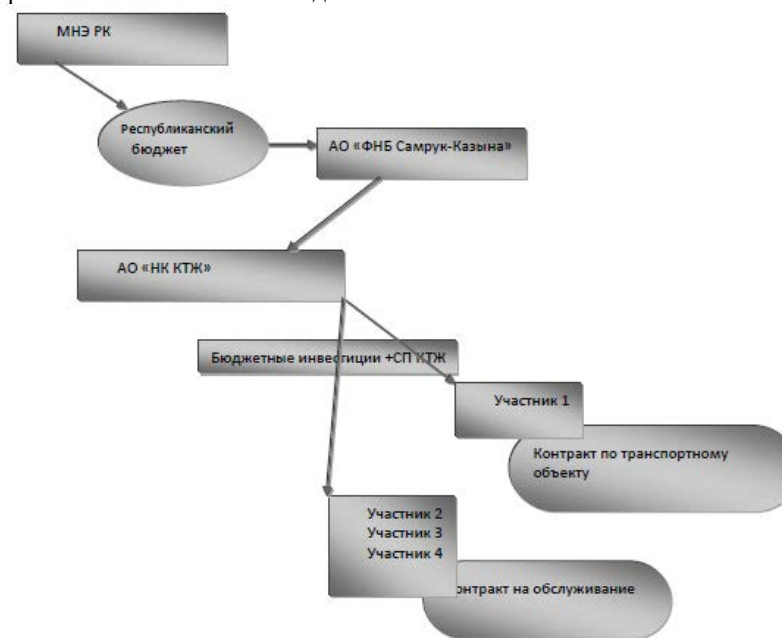 МНЭ РК
Республиканский
бюджет
АО «ФНБ Самрук-Казына»
АО «НК КТЖ»
Бюджетные инвестиции +СП КТЖ
Участник 1
Контракт по транспортному
объекту
Участник 2
Участник 3
Участник 4
онтракт на обслуживание